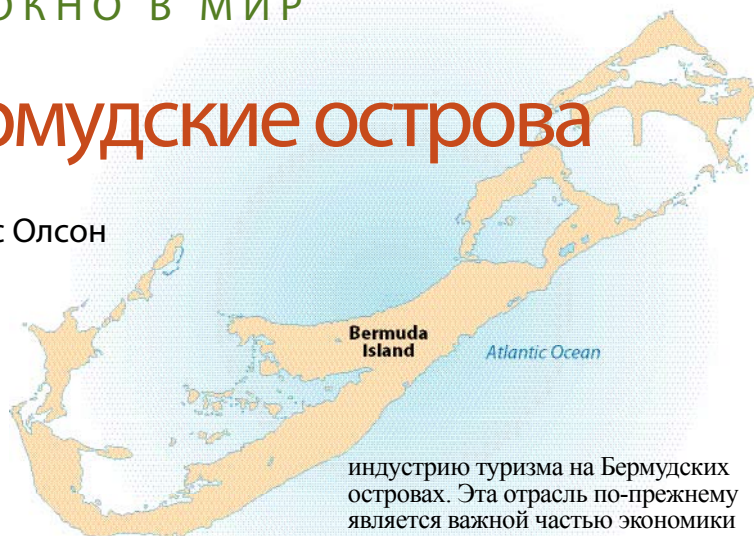 ОКНО В МИР
рмудские острова
с Олсон
Bermuda
Island
Atlantic Ocean
индустрию туризма на Бермудских
островах. Эта отрасль по-прежнему
является важной частью экономики